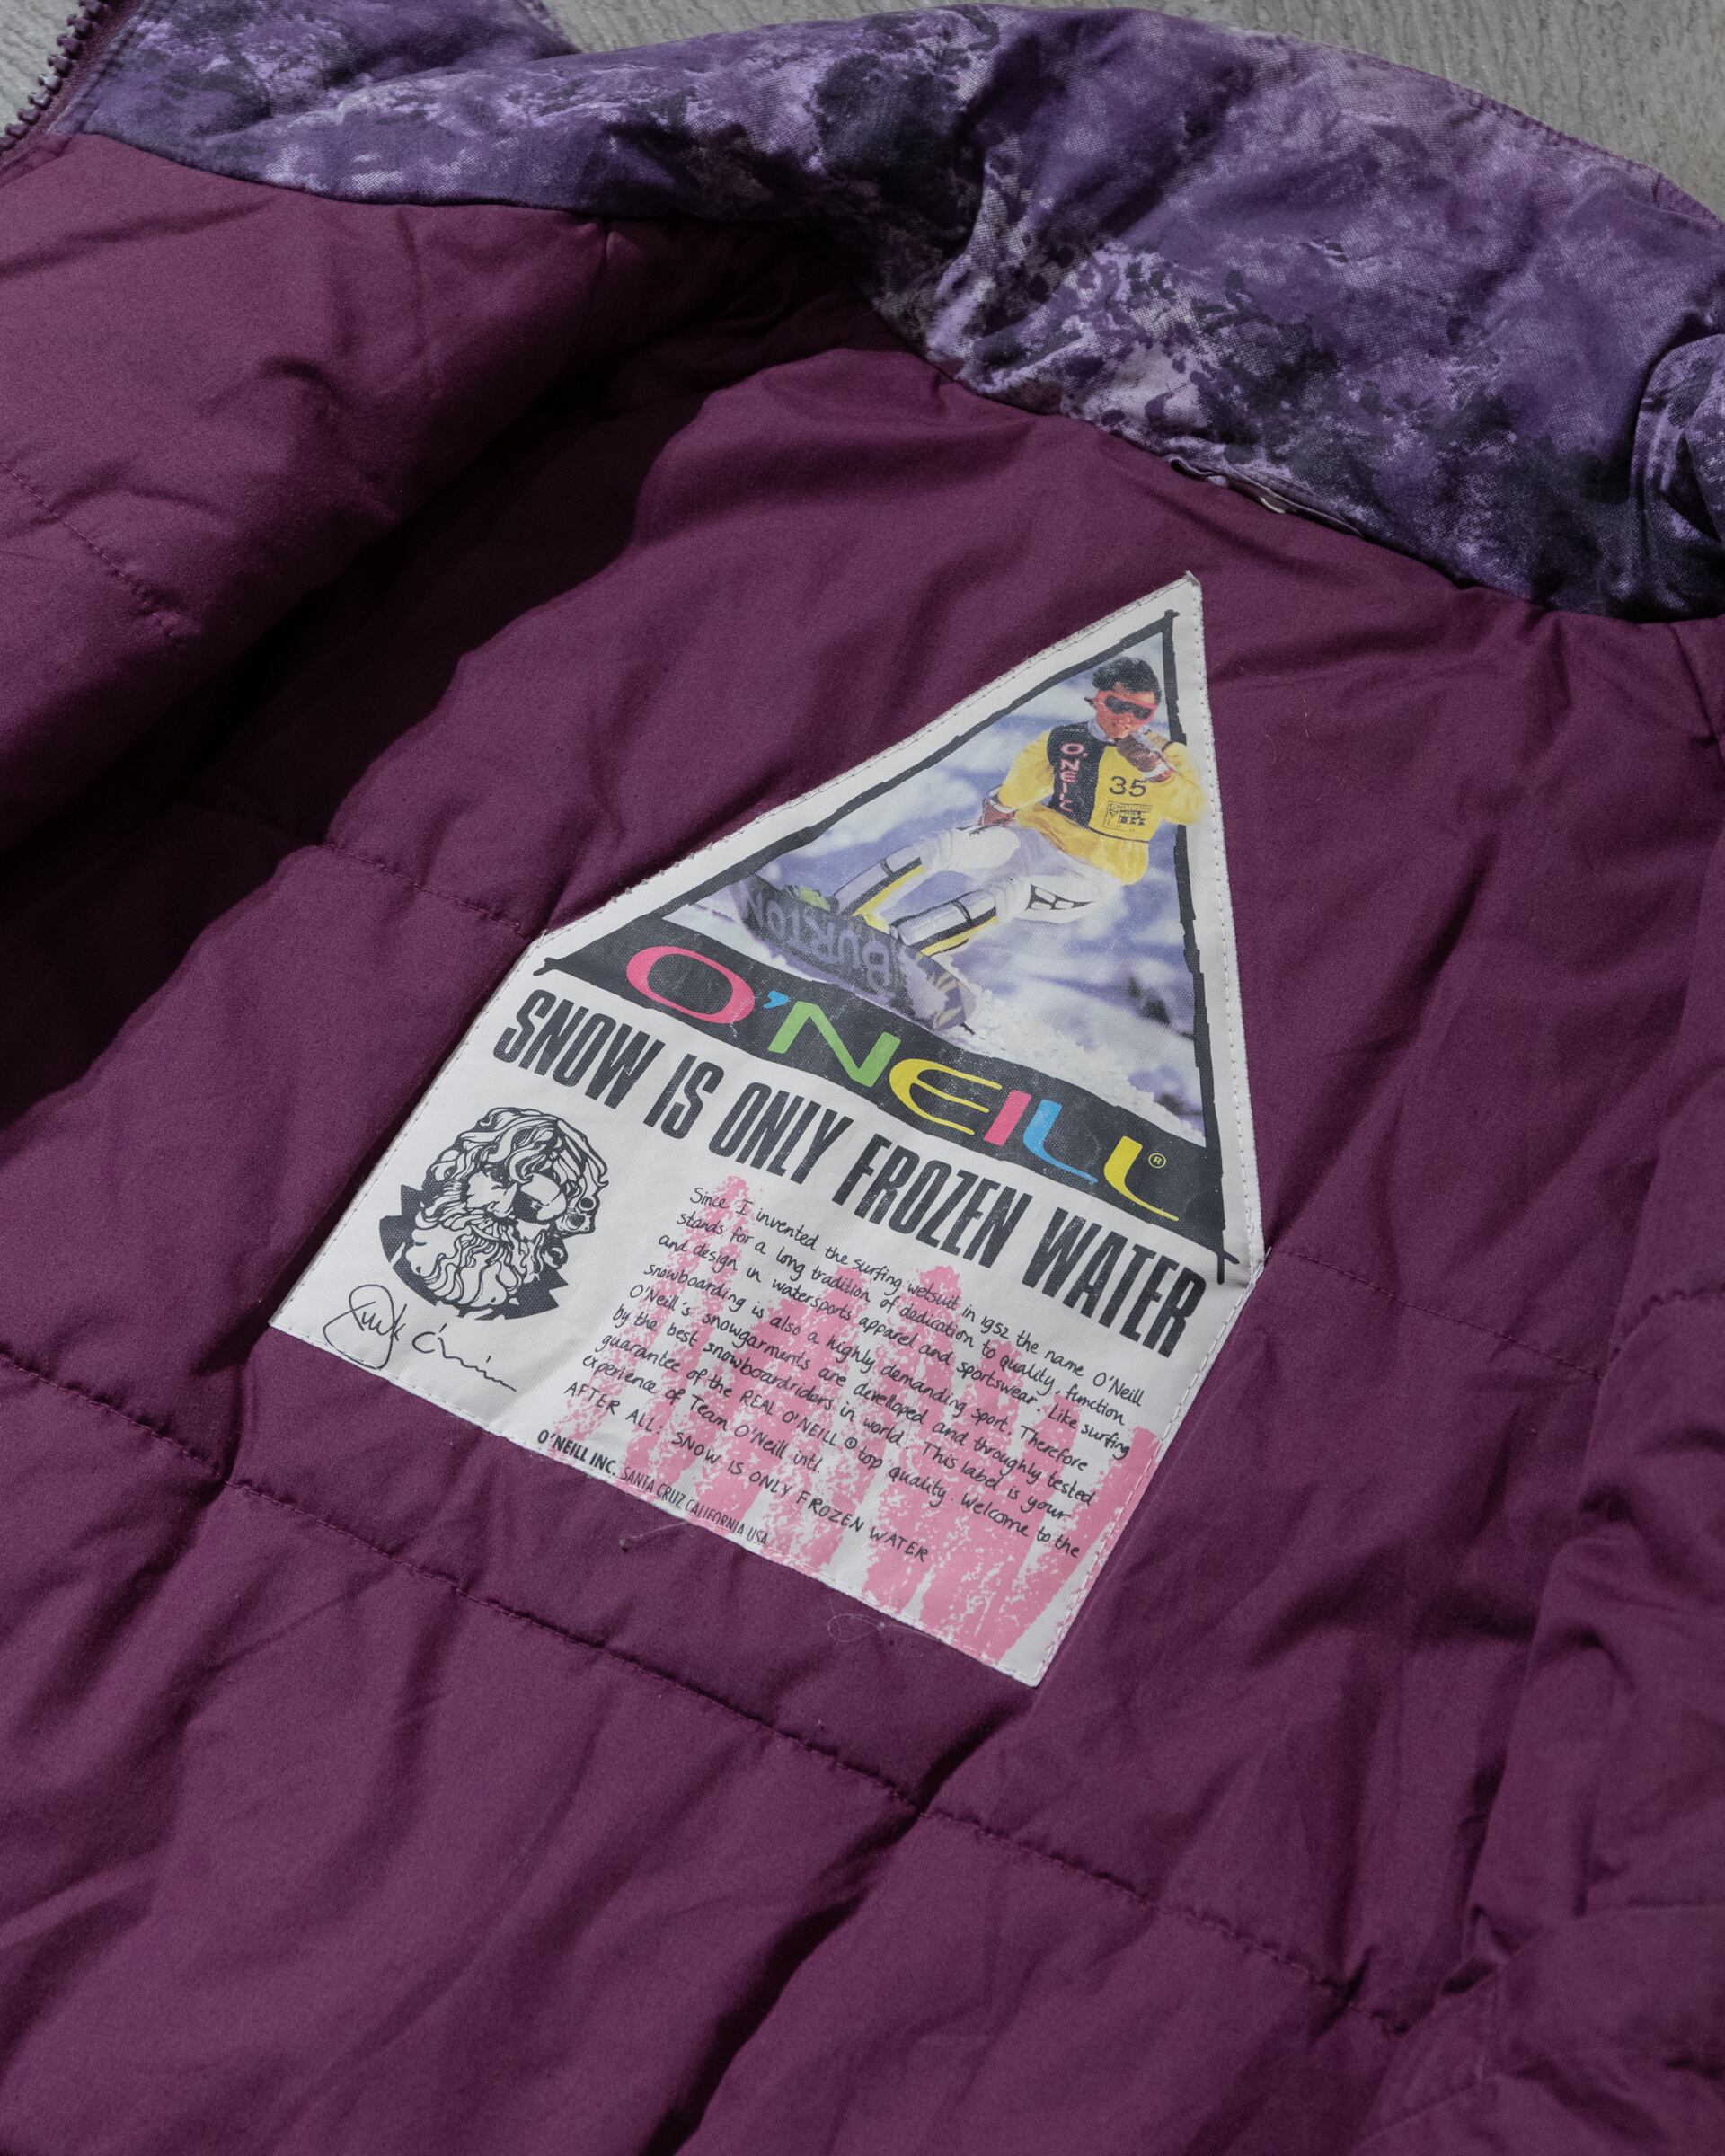 O'NEILL
35
BURTON
O'NEILL®
SNOW IS ONLY FROZEN WATER
Since I invented the surfing wetsuit in 1952 the name O'Neill
stands for a long tradition of dedication to quality, function
and design in watersports apparel and sportswear. Like surfing
snowboarding is also a highly demanding sport. Therefore
O'Neill's snowgarments are developed and throughly tested
by the best snowboardriders in world. This label is your
guarantee of the REAL O'NEILL ® top quality. Welcome to the
experience of Team O'Neill intl.
AFTER ALL: SNOW IS ONLY FROZEN WATER
O'NEILL INC. SANTA CRUZ CALIFORNIA USA